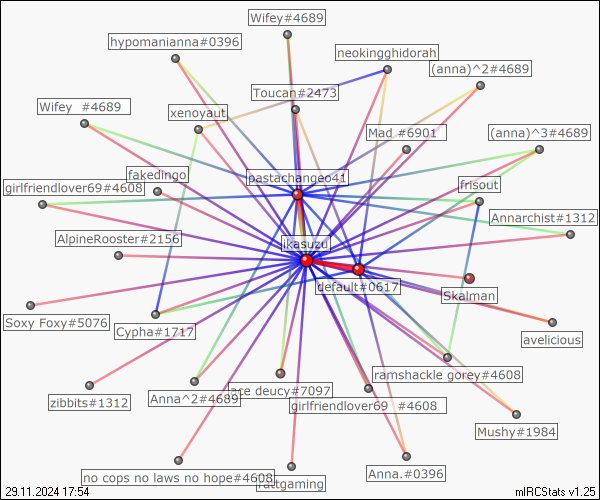 Wifey#4689
hypomanianna#0396
neokingghidorah
(anna)^2#4689
Toucan#2473
Wifey  #4689
xenoyaut
Mad #6901
(anna)^3#4689
fakedingo
pastachangeo41
girlfriendlover69#4608
frisout
Annarchist#1312
AlpineRooster#2156
ikasuzu
default#0617
Skalman
Soxy Foxy#5076
Cypha#1717
avelicious
ramshackle gorey#4608
ace deucy#7097
zibbits#1312
Anna^2#4689
girlfriendlover69  #4608
Mushy#1984
no cops no laws no hope#4608
Anna.#0396
29.11.2024 17:54
mIRCStats v1.25